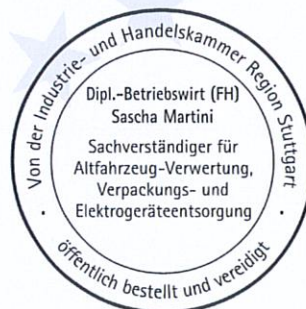 Von der Industrie- und Handelskammer Region Stuttgart
Dipl.-Betriebswirt (FH)
Sascha Martini
Sachverständiger für
Altfahrzeug-Verwertung,
Verpackungs- und
Elektrogeräteentsorgung
· öffentlich bestellt und vereidigt ·